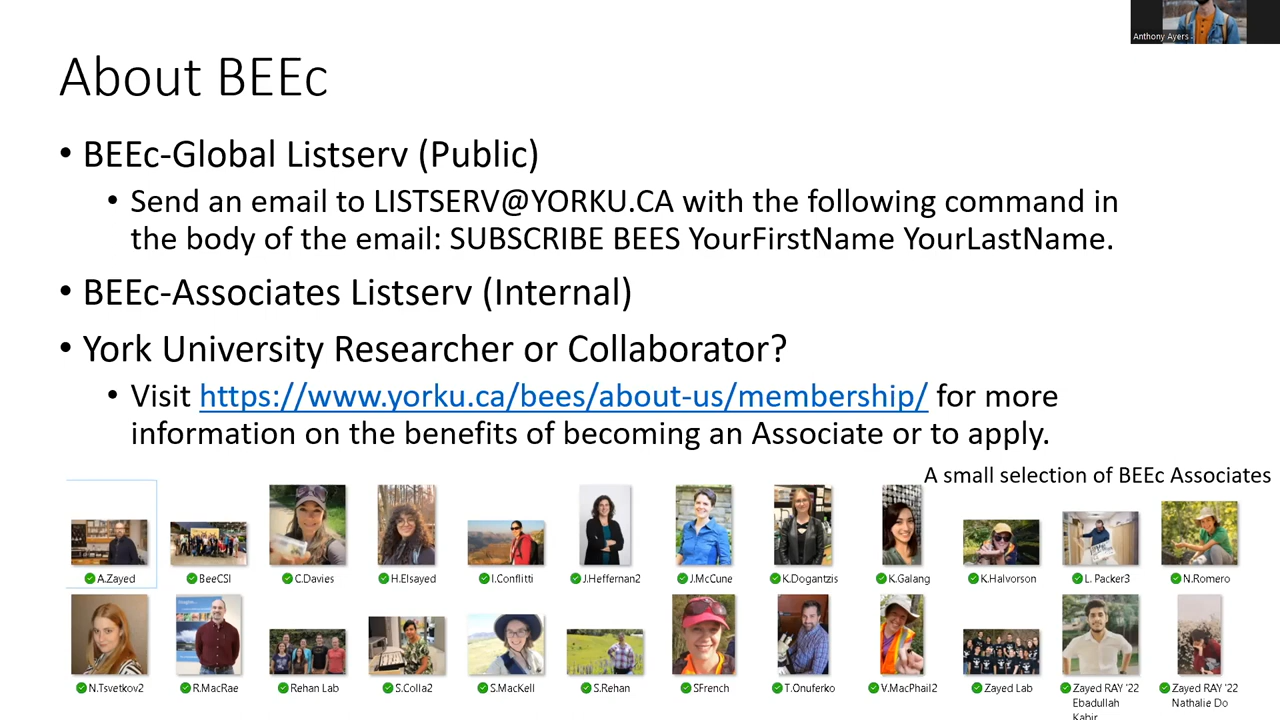 Anthony Ayers
About BEEc
• BEEc-Global Listserv (Public)
• Send an email to LISTSERV@YORKU.CA with the following command in
the body of the email: SUBSCRIBE BEES YourFirstName YourLastName.
• BEEc-Associates Listserv (Internal)
• York University Researcher or Collaborator?
• Visit https://www.yorku.ca/bees/about-us/membership/ for more
information on the benefits of becoming an Associate or to apply.
A small selection of BEEc Associates
A.Zayed BeeCSI C.Davies H.Elsayed I.Conflitti J.Heffernan2 J.McCune K.Dogantzis K.Galang K.Halvorson L. Packer3 N.Romero
N.Tsvetkov2 R.MacRae Rehan Lab S.Colla2 S.MacKell S.Rehan SFrench T.Onuferko V.MacPhail2 Zayed Lab Zayed RAY '22 Zayed RAY '22
Ebadullah Nathalie Do
Kabir